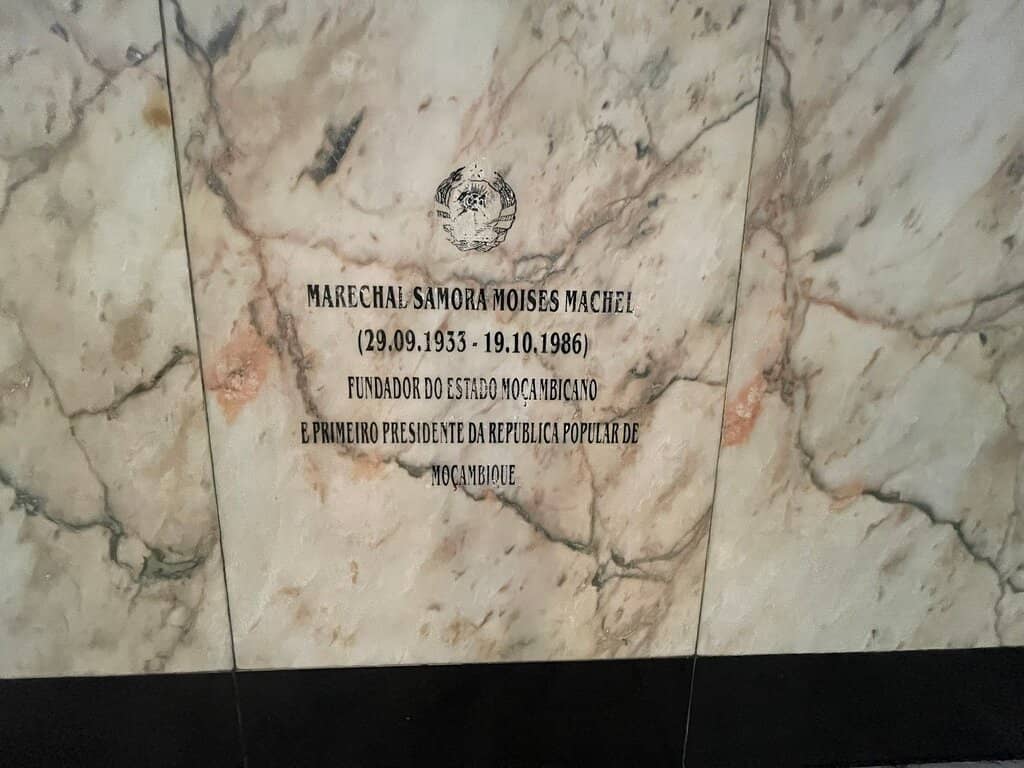 MARECHAL SAMORA MOISES MACHEL
(29.09.1933 - 19.10.1986)
FUNDADOR DO ESTADO MOÇAMBICANO
E PRIMEIRO PRESIDENTE DA REPUBLICA POPULAR DE
MOÇAMBIQUE